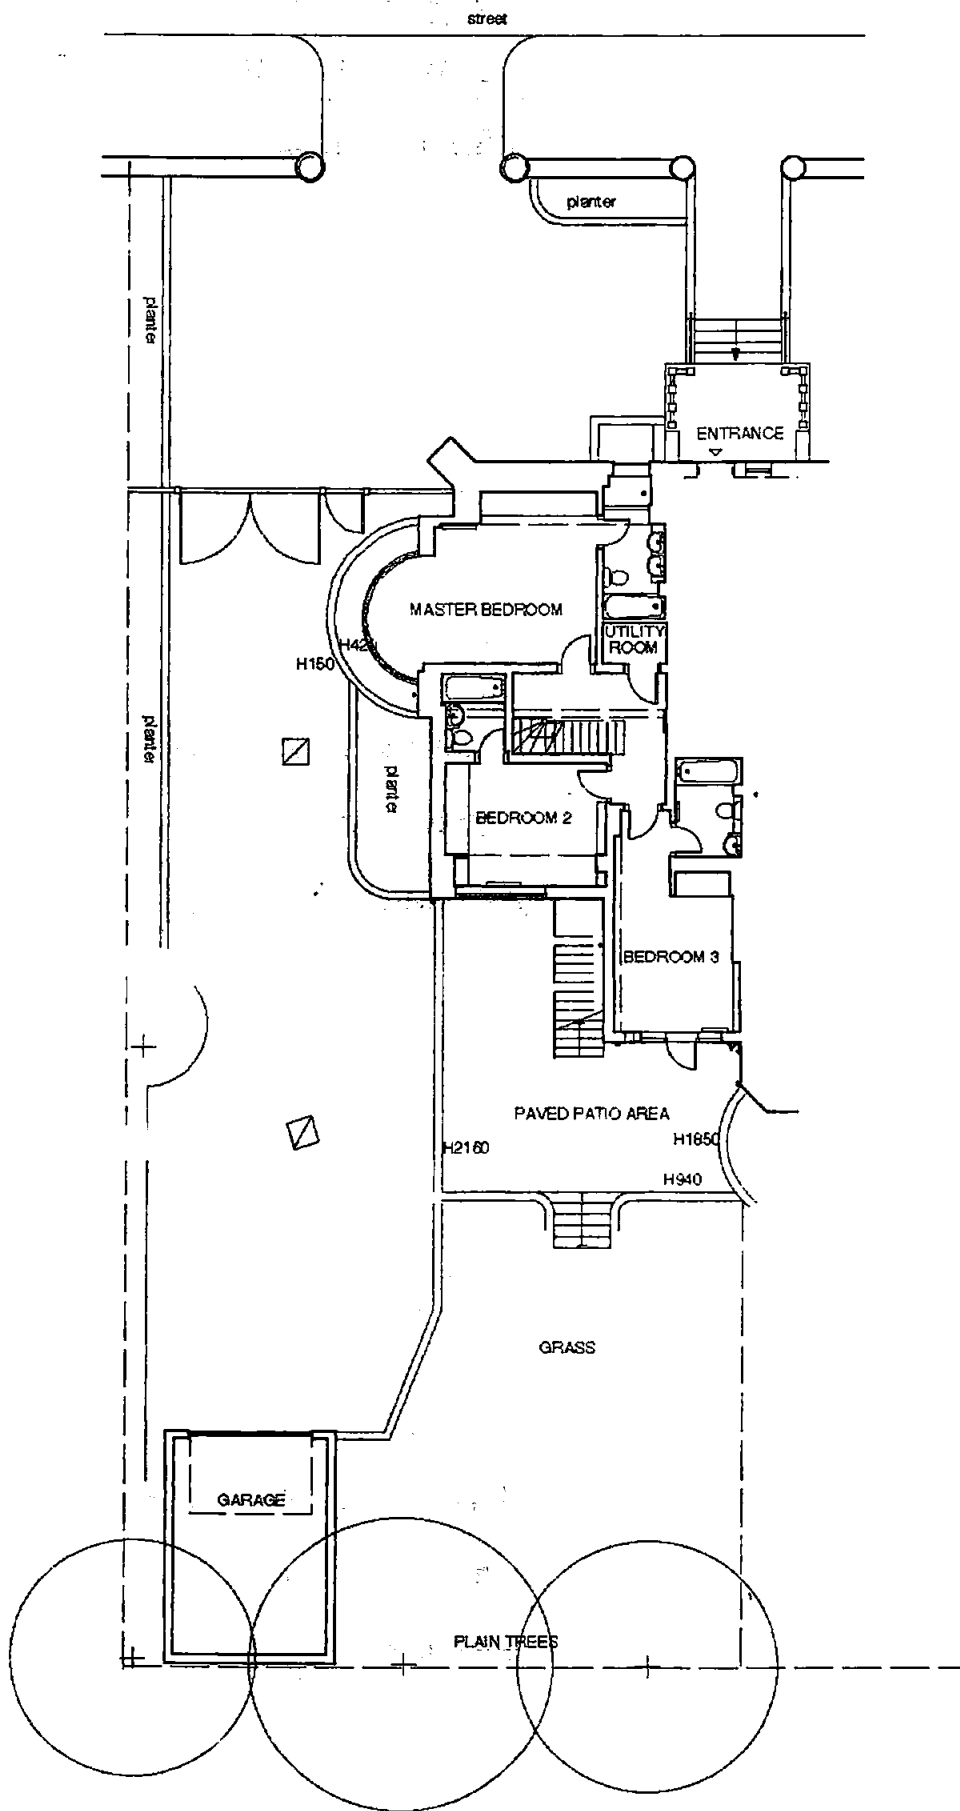 street
planter
planter
ENTRANCE
MASTER BEDROOM
UTILITY
ROOM
H150
planter
planter
BEDROOM 2
BEDROOM 3
PAVED PATIO AREA
H1850
H2160
H940
GRASS
GARAGE
PLAIN TREES